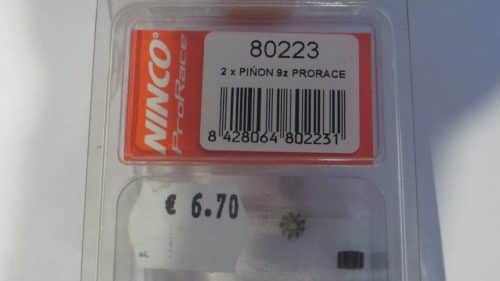 NINCO®
ProRace
80223
2 x PIÑON 9z PRORACE
8 428064 802231
€ 6.70